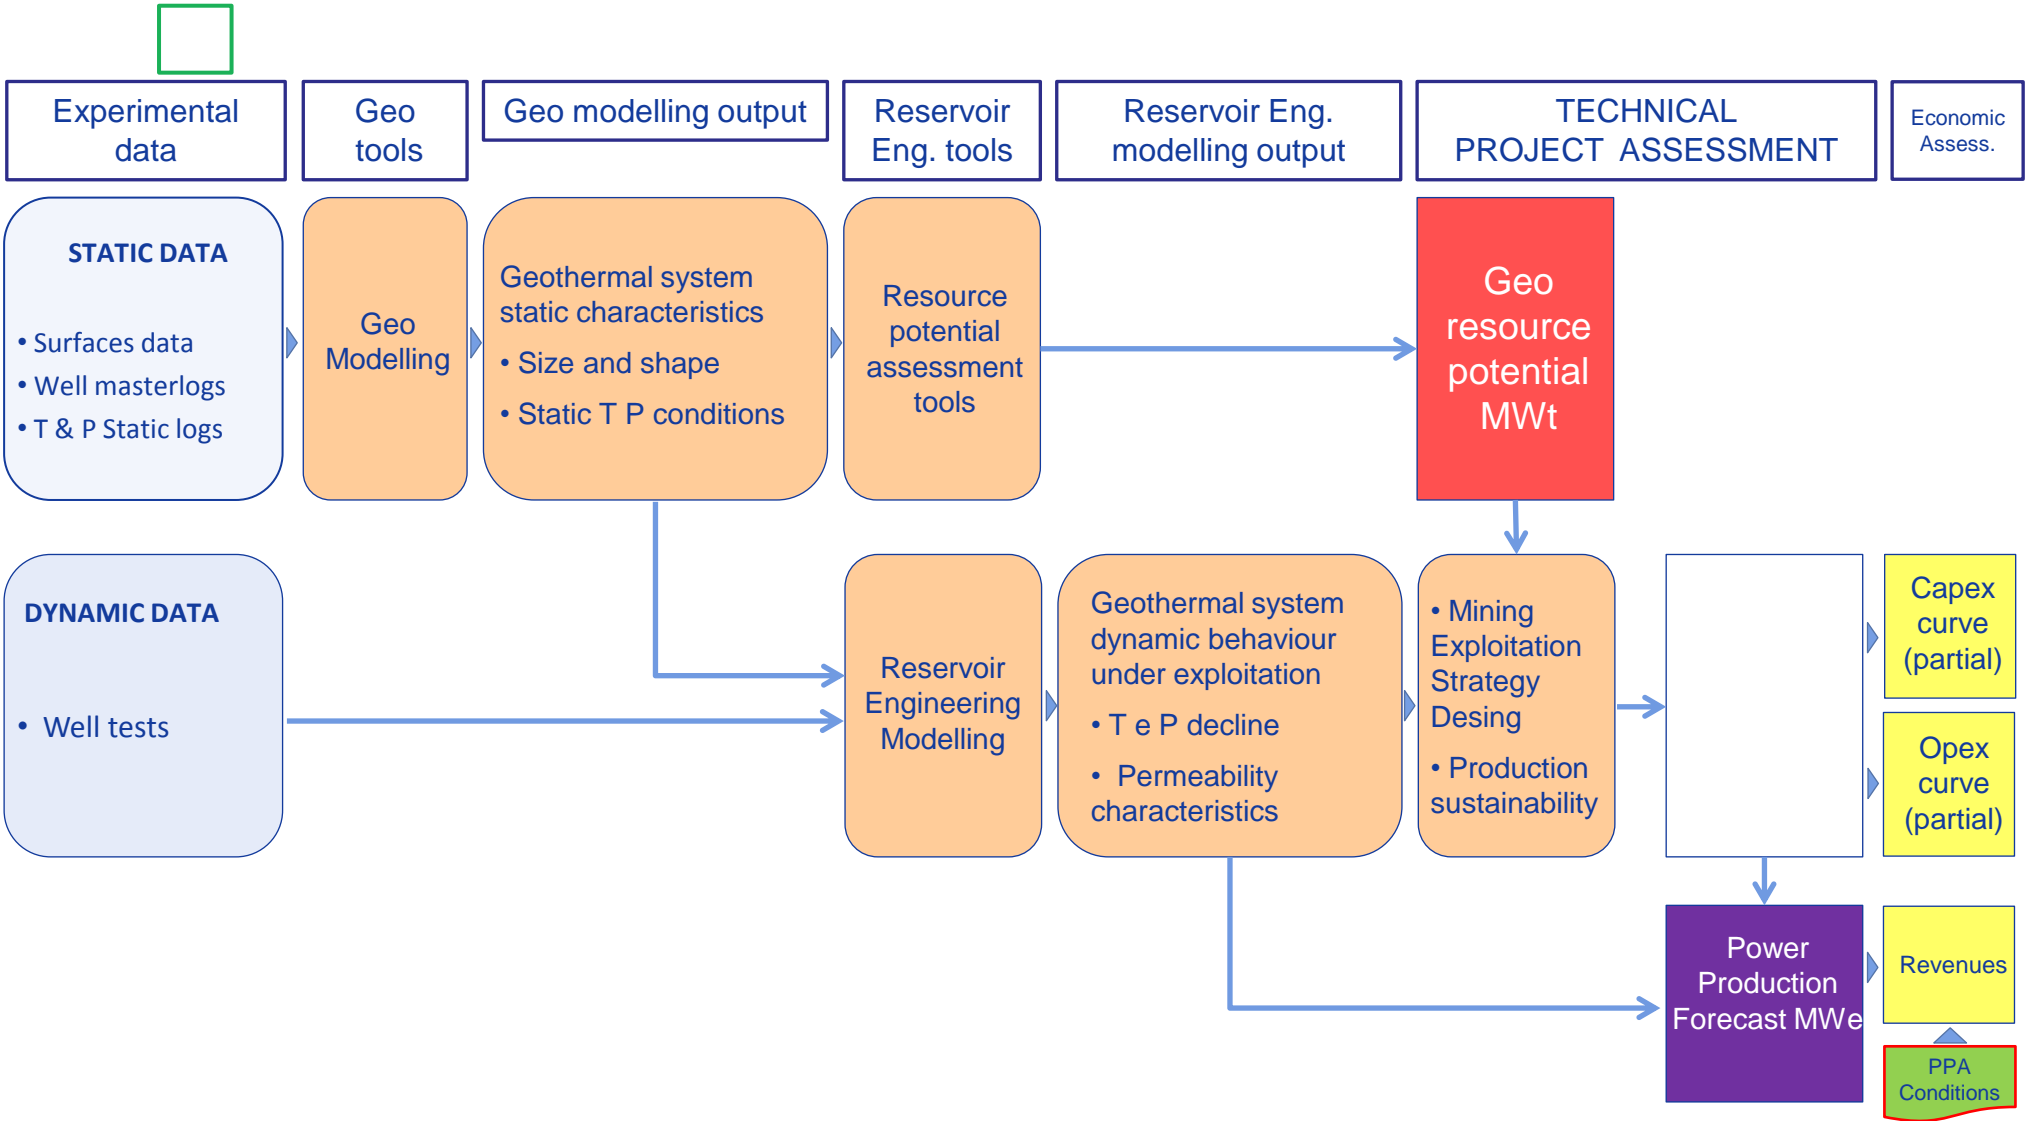 Experimental
data
Geo
tools
Geo modelling output
Reservoir
Eng. tools
Reservoir Eng.
modelling output
TECHNICAL
PROJECT ASSESSMENT
Economic
Assess.
STATIC DATA
• Surfaces data
• Well masterlogs
• T & P Static logs
Geo
Modelling
Geothermal system
static characteristics
• Size and shape
• Static T P conditions
Resource
potential
assessment
tools
Geo
resource
potential
MWt
DYNAMIC DATA
• Well tests
Reservoir
Engineering
Modelling
Geothermal system
dynamic behaviour
under exploitation
• T e P decline
• Permeability
characteristics
• Mining
Exploitation
Strategy
Desing
• Production
sustainability
Capex
curve
(partial)
Opex
curve
(partial)
Power
Production
Forecast MWe
Revenues
PPA
Conditions